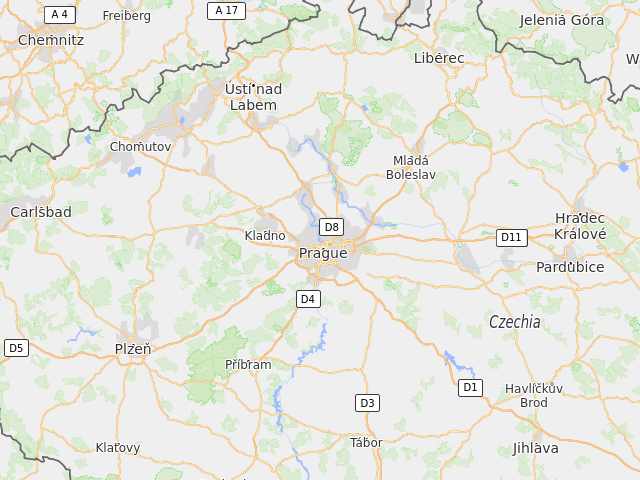 A 4
Freiberg
A 17
Jelenia Góra
Chemnitz
Liberec
Ústí nad
Labem
Chomutov
Mladá
Boleslav
Carlsbad
Hradec
Králové
Kladno
D8
D11
Prague
Pardubice
D4
Czechia
D5
Plzeň
Příbram
D1
Havlíčkův
Brod
D3
Klatovy
Tábor
Jihlava